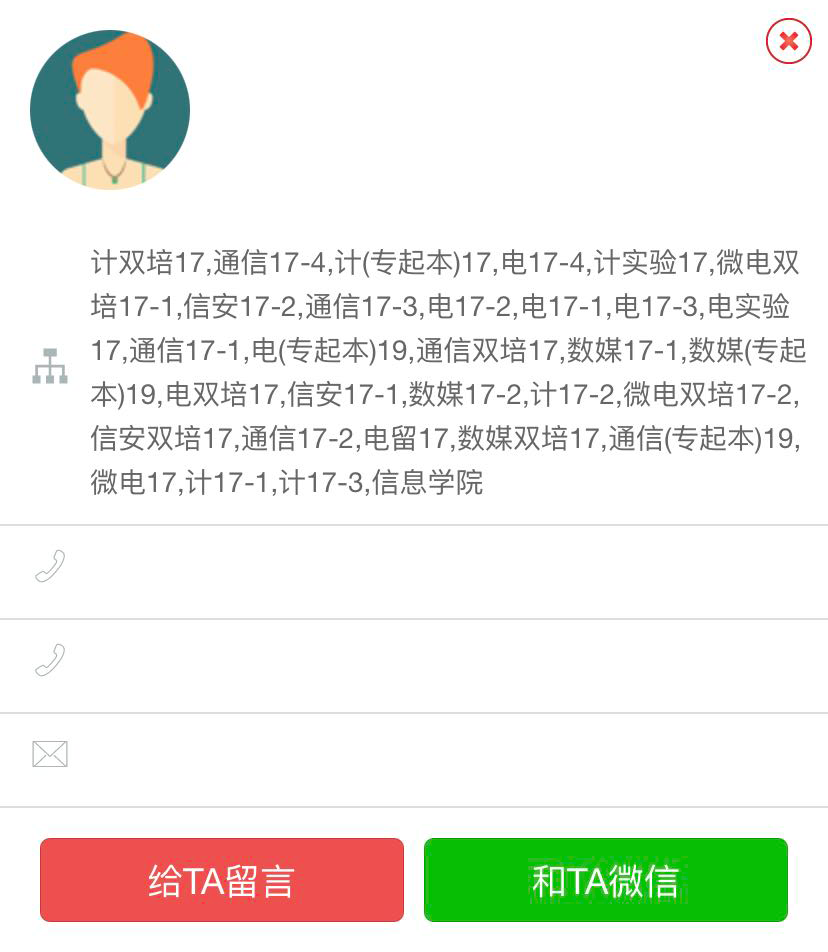 计双培17,通信17-4,计(专起本)17,电17-4,计实验17,微电双
培17-1,信安17-2,通信17-3,电17-2,电17-1,电17-3,电实验
17,通信17-1,电(专起本)19,通信双培17,数媒17-1,数媒(专起
本)19,电双培17,信安17-1,数媒17-2,计17-2,微电双培17-2,
信安双培17,通信17-2,电留17,数媒双培17,通信(专起本)19,
微电17,计17-1,计17-3,信息学院
给TA留言
和TA微信